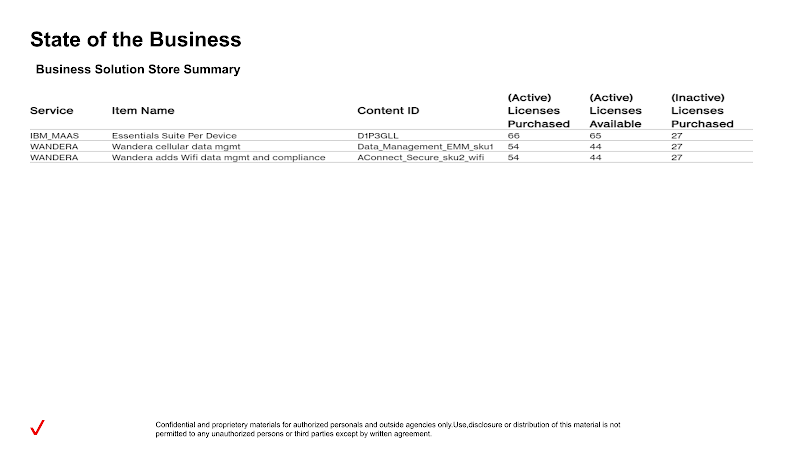 State of the Business
Business Solution Store Summary
(Active) (Active) (Inactive)
Service Item Name Content ID Licenses Licenses Licenses
Purchased Available Purchased
IBM_MAAS Essentials Suite Per Device D1P3GLL 66 65 27
WANDERA Wandera cellular data mgmt Data_Management_EMM_sku1 54 44 27
WANDERA Wandera adds Wifi data mgmt and compliance AConnect_Secure_sku2_wifi 54 44 27
Confidential and proprietery materials for authorized personals and outside agencies only.Use,disclosure or distribution of this material is not
permitted to any unauthorized persons or third parties except by written agreement.